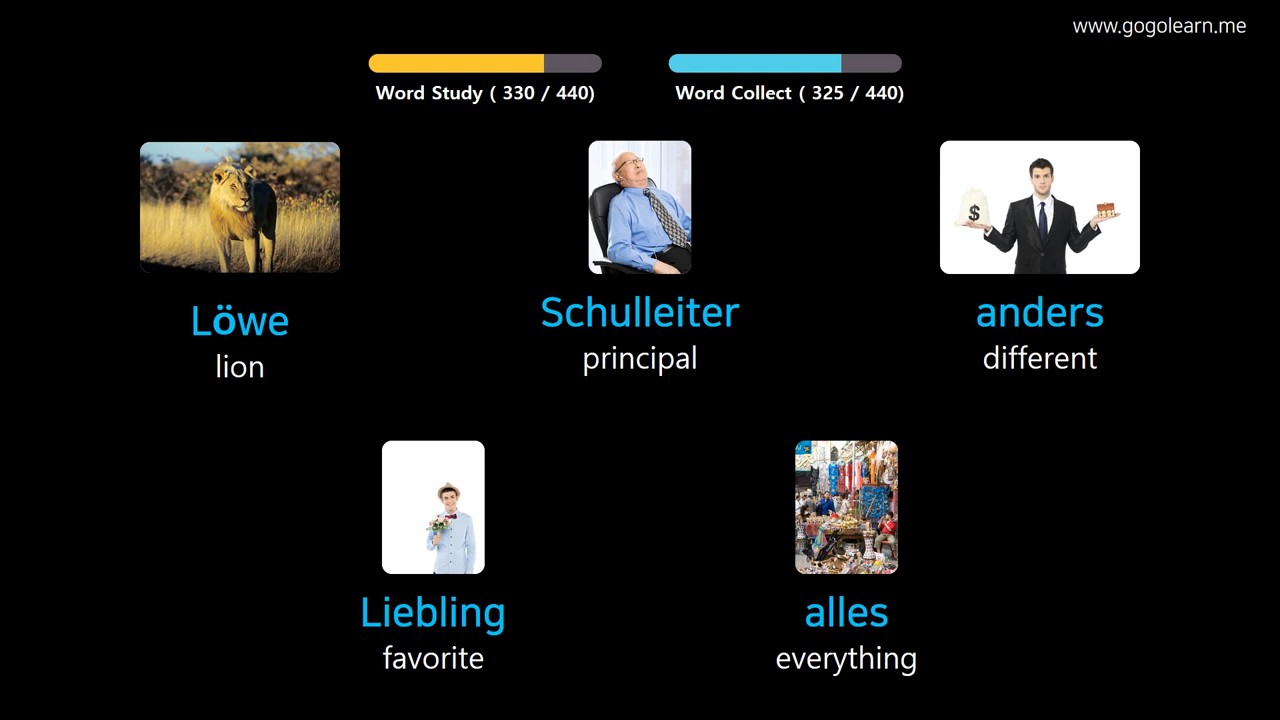 www.gogolearn.me
Word Study ( 330 / 440)
Word Collect ( 325 / 440)
$
Löwe
lion
Schulleiter
principal
anders
different
Liebling
favorite
alles
everything